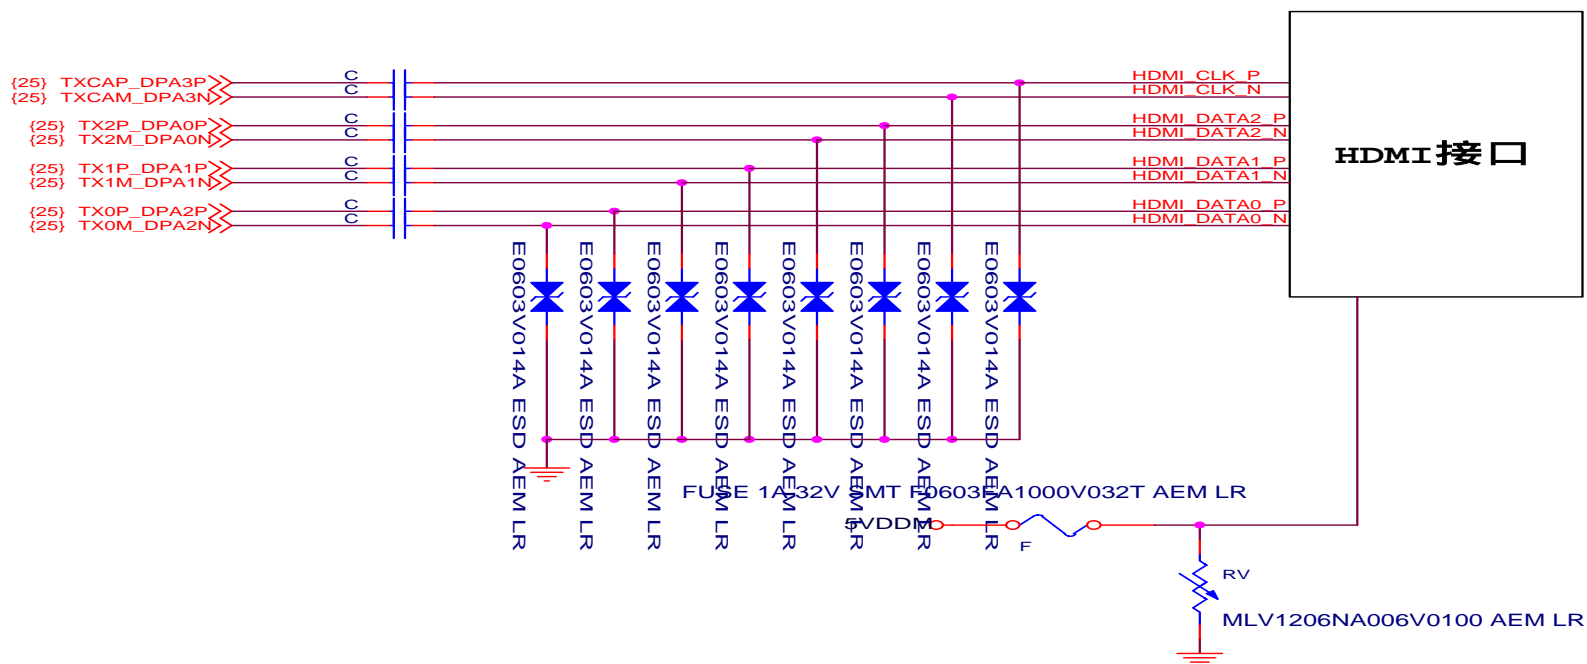 {25} TXCAP_DPA3P C HDMI_CLK_P
{25} TXCAM_DPA3N C HDMI_CLK_N
{25} TX2P_DPA0P C HDMI_DATA2_P
{25} TX2M_DPA0N C HDMI_DATA2_N
{25} TX1P_DPA1P C HDMI_DATA1_P
{25} TX1M_DPA1N C HDMI_DATA1_N
{25} TX0P_DPA2P C HDMI_DATA0_P
{25} TX0M_DPA2N C HDMI_DATA0_N
HDMI接口
E0603V014A ESD AEM LR
E0603V014A ESD AEM LR
E0603V014A ESD AEM LR
E0603V014A ESD AEM LR
E0603V014A ESD AEM LR
E0603V014A ESD AEM LR
E0603V014A ESD AEM LR
E0603V014A ESD AEM LR
FUSE 1A 32V SMT F0603FA1000V032T AEM LR
5VDDM
F
RV
MLV1206NA006V0100 AEM LR